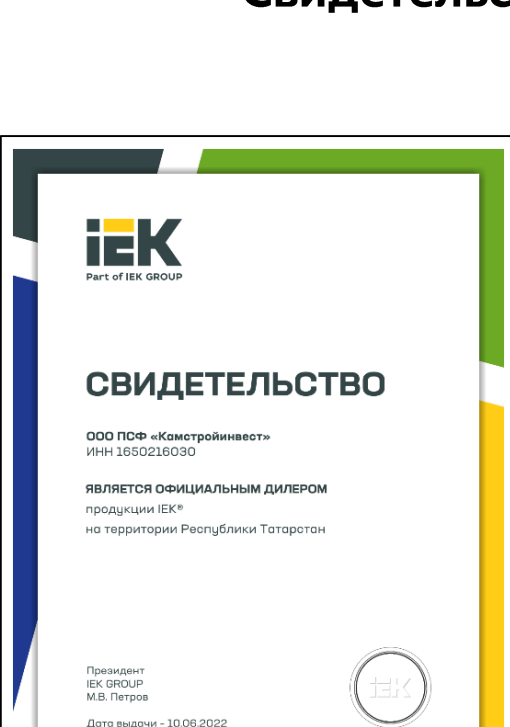 iEK
Part of IEK GROUP
СВИДЕТЕЛЬСТВО
ООО ПСФ «Камстройинвест»
ИНН 1650216030
ЯВЛЯЕТСЯ ОФИЦИАЛЬНЫМ ДИЛЕРОМ
продукции IEK®
на территории Республики Татарстан
Президент
IEK GROUP
М.В. Петров
iEK
Дата выдачи - 10.06.2022